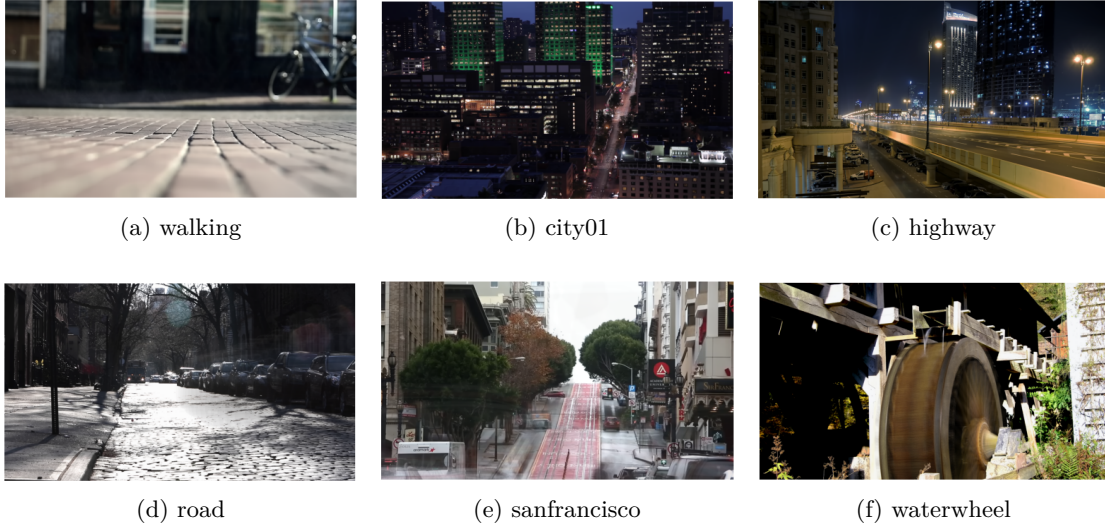 (a) walking
(b) city01
(c) highway
(d) road
(e) sanfrancisco
(f) waterwheel